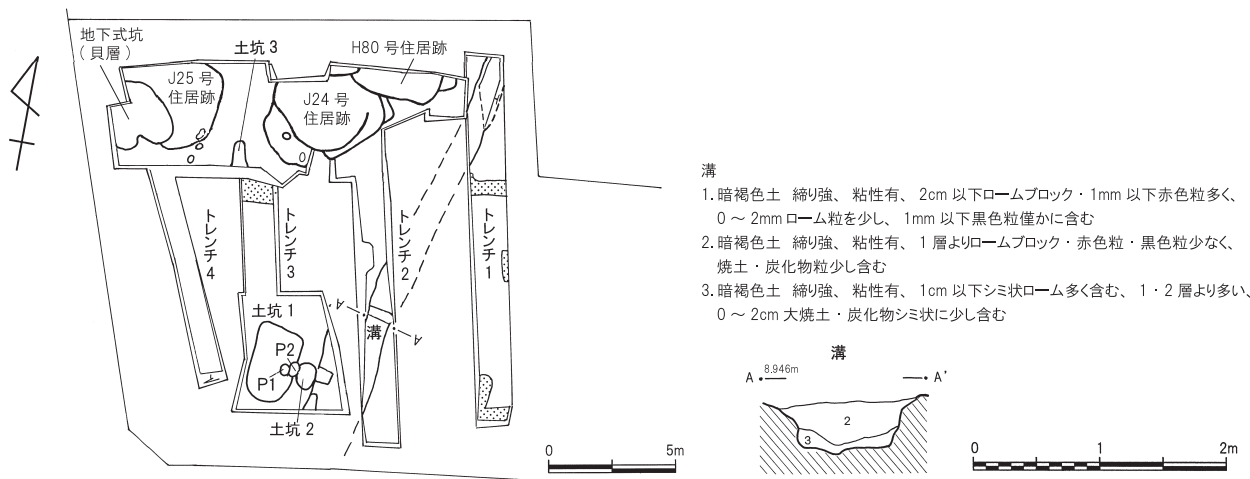 地下式坑
（貝層）
土坑 3
H80 号住居跡
J25 号
住居跡
J24 号
住居跡
トレンチ4
トレンチ3
トレンチ2
トレンチ1
土坑 1
P2
P1
土坑 2
溝
A'
A
0 5m
溝
1. 暗褐色土 締り強、粘性有、2cm 以下ロームブロック・1mm 以下赤色粒多く、
0 ～ 2mm ローム粒を少し、1mm 以下黒色粒僅かに含む
2. 暗褐色土 締り強、粘性有、1 層よりロームブロック・赤色粒・黒色粒少なく、
焼土・炭化物粒少し含む
3. 暗褐色土 締り強、粘性有、1cm 以下シミ状ローム多く含む、1・2 層より多い、
0 ～ 2cm 大焼土・炭化物シミ状に少し含む
溝
A 8.946m A'
2
3
0 1 2m